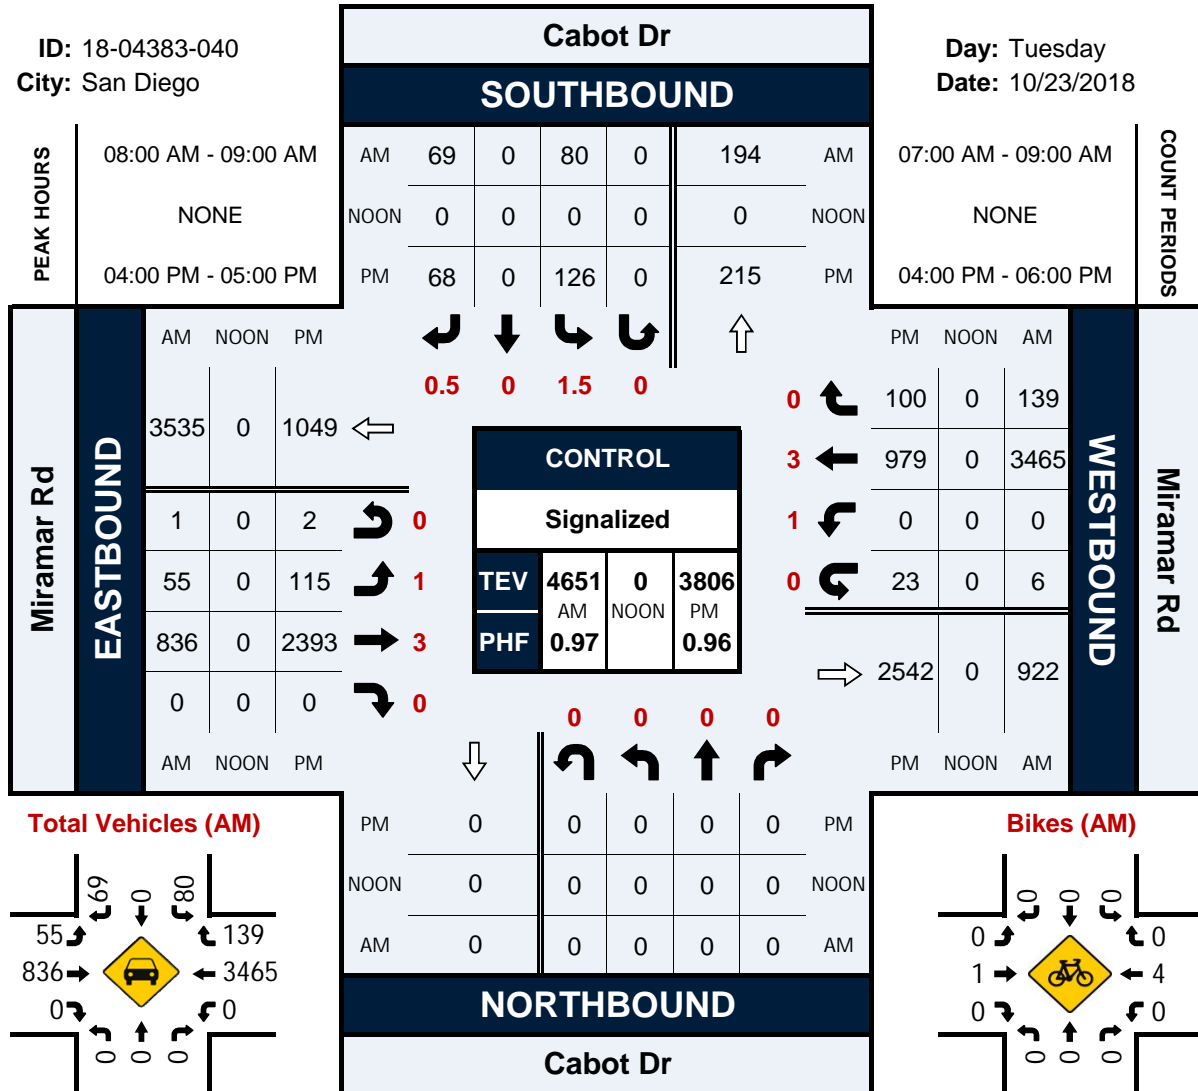 Cabot Dr
ID: 18-04383-040
Day: Tuesday
City: San Diego
Date: 10/23/2018
SOUTHBOUND
PEAK HOURS
08:00 AM - 09:00 AM
AM 69 0 80 0 194 AM
07:00 AM - 09:00 AM
COUNT PERIODS
NONE
NOON 0 0 0 0 0 NOON
NONE
04:00 PM - 05:00 PM
PM 68 0 126 0 215 PM
04:00 PM - 06:00 PM
0.5 0 1.5 0
Miramar Rd
EASTBOUND
AM NOON PM
3535 0 1049
1 0 2 0
55 0 115 1
836 0 2393 3
0 0 0 0
AM NOON PM
CONTROL
Signalized
TEV 4651 0 3806
AM NOON PM
PHF 0.97 0.96
PM NOON AM
0 100 0 139
3 979 0 3465
1 0 0 0
0 23 0 6
2542 0 922
PM NOON AM
WESTBOUND
Miramar Rd
0 0 0 0
PM 0 0 0 0 0 PM
NOON 0 0 0 0 0 NOON
AM 0 0 0 0 0 AM
NORTHBOUND
Cabot Dr
Total Vehicles (AM)
69 0 80
55 139
836 3465
0 0
0 0 0
Bikes (AM)
0 0 0
0 0
1 4
0 0
0 0 0